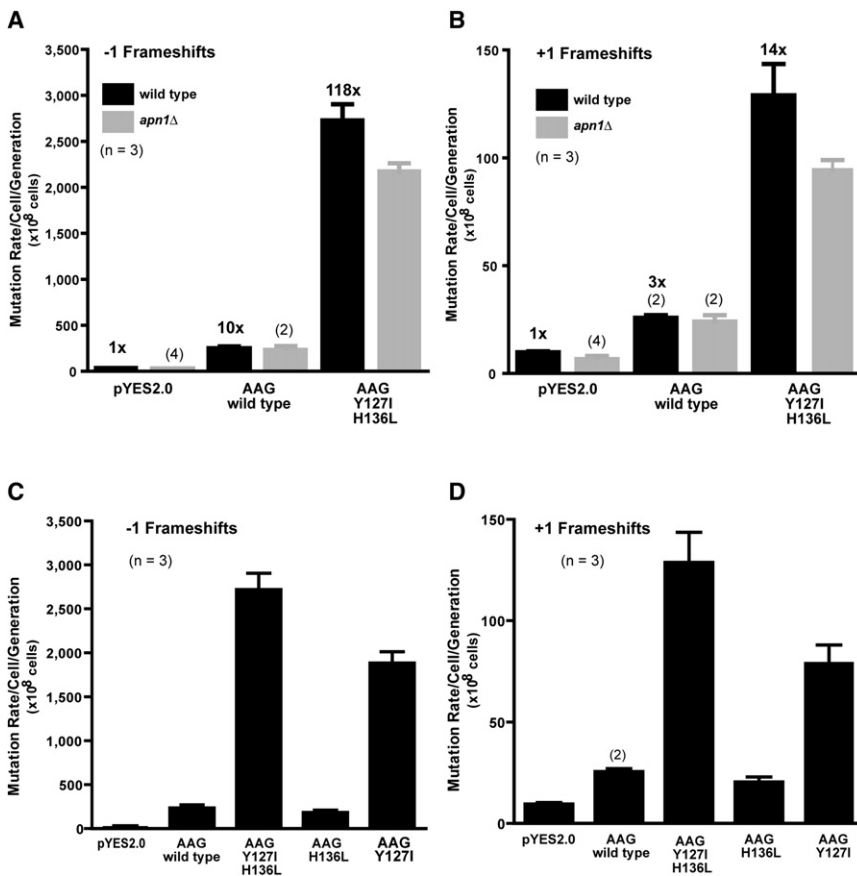 A
-1 Frameshifts
wild type
apn1Δ
(n = 3)
Mutation Rate/Cell/Generation
(x10⁸ cells)
3,500
3,000
2,500
2,000
1,500
1,000
500
0
1x
(4)
10x
(2)
118x
pYES2.0
AAG
wild type
AAG
Y127I
H136L
B
+1 Frameshifts
wild type
apn1Δ
(n = 3)
Mutation Rate/Cell/Generation
(x10⁸ cells)
150
100
50
0
1x
(4)
3x
(2)
(2)
14x
pYES2.0
AAG
wild type
AAG
Y127I
H136L
C
-1 Frameshifts
(n = 3)
Mutation Rate/Cell/Generation
(x10⁸ cells)
3,500
3,000
2,500
2,000
1,500
1,000
500
0
pYES2.0
AAG
wild type
AAG
Y127I
H136L
AAG
H136L
AAG
Y127I
D
+1 Frameshifts
(n = 3)
Mutation Rate/Cell/Generation
(x10⁸ cells)
150
100
50
0
(2)
pYES2.0
AAG
wild type
AAG
Y127I
H136L
AAG
H136L
AAG
Y127I